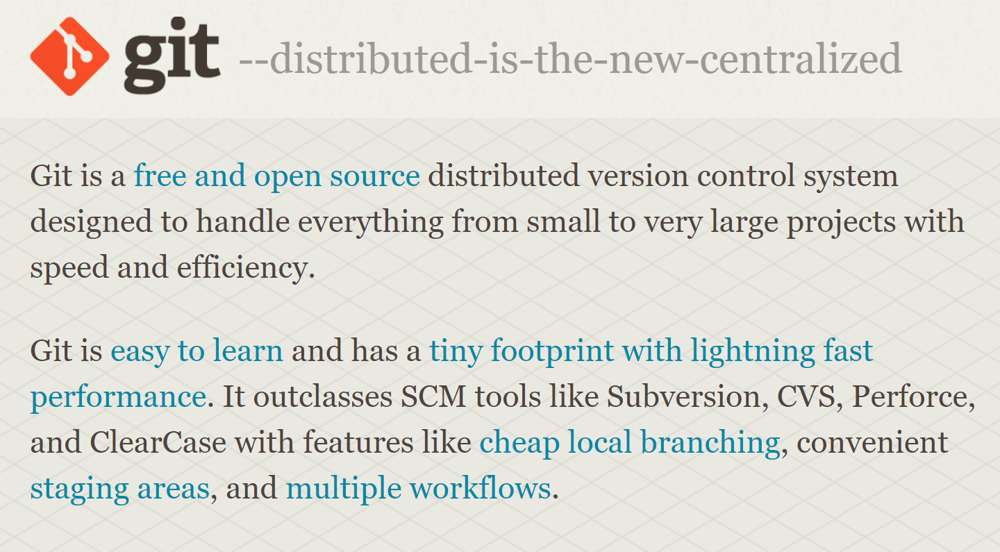 git --distributed-is-the-new-centralized
Git is a free and open source distributed version control system
designed to handle everything from small to very large projects with
speed and efficiency.
Git is easy to learn and has a tiny footprint with lightning fast
performance. It outclasses SCM tools like Subversion, CVS, Perforce,
and ClearCase with features like cheap local branching, convenient
staging areas, and multiple workflows.